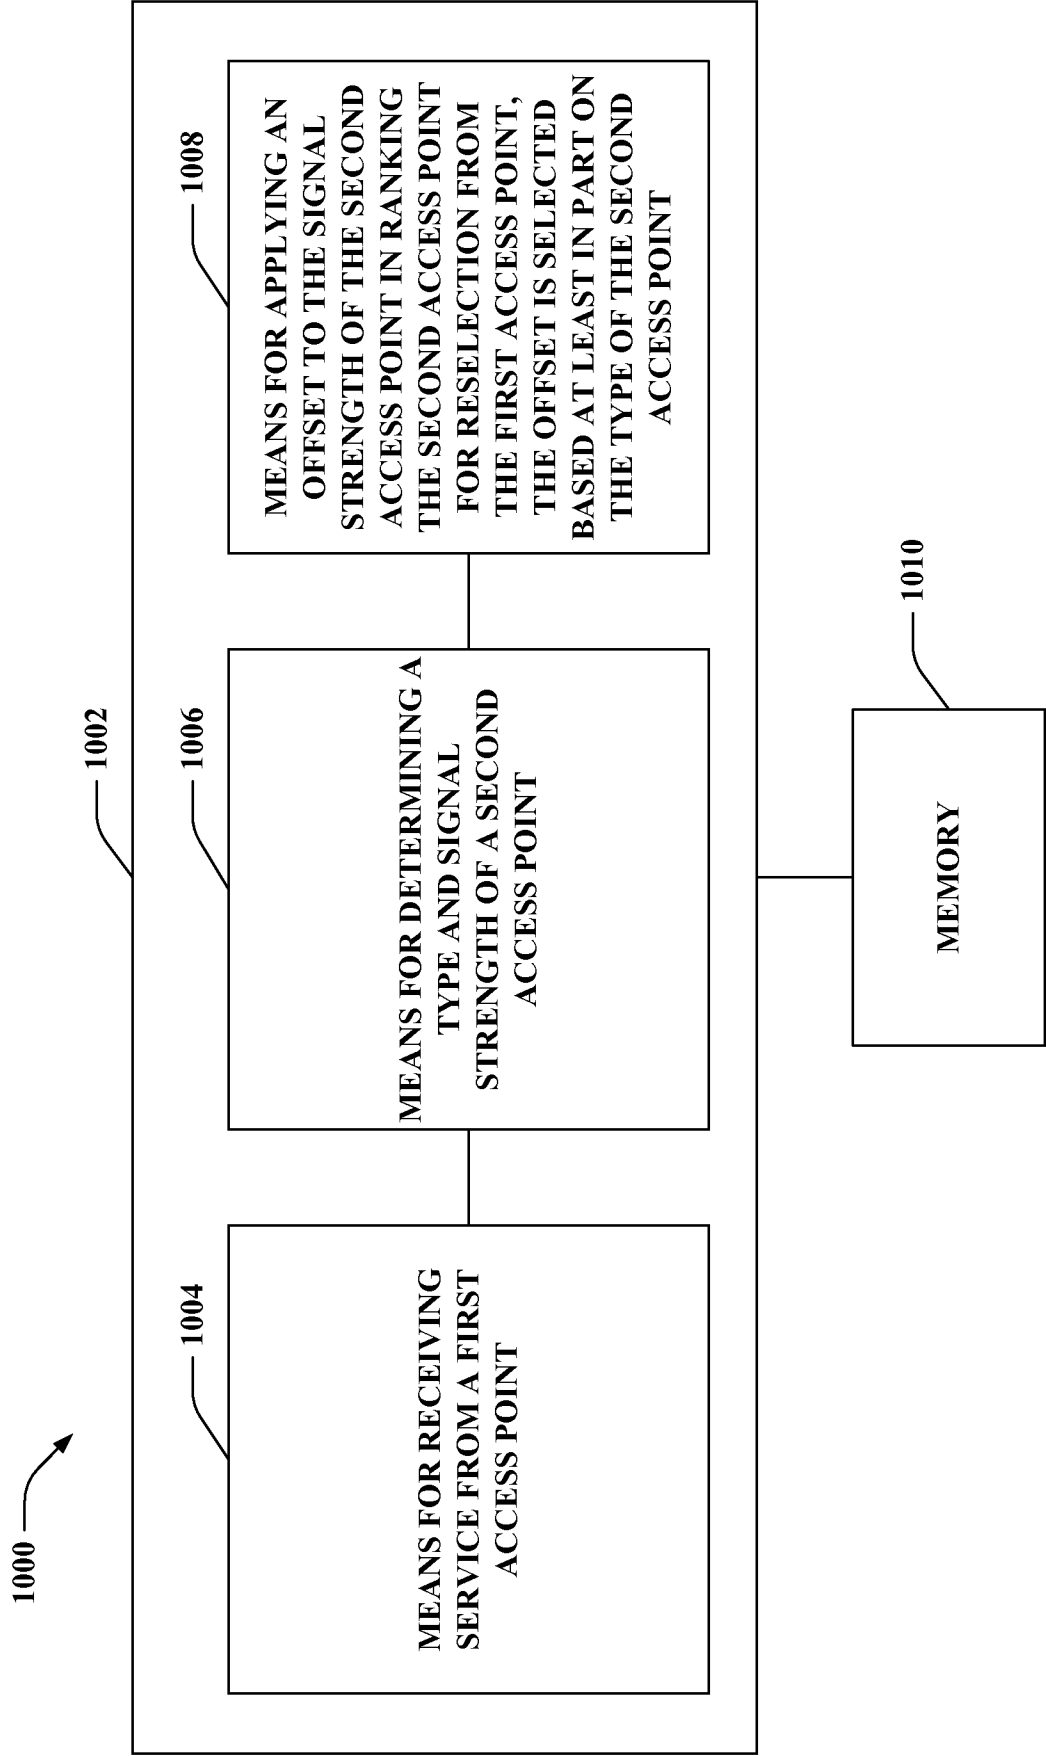 1000
1002
1004
MEANS FOR RECEIVING
SERVICE FROM A FIRST
ACCESS POINT
1006
MEANS FOR DETERMINING A
TYPE AND SIGNAL
STRENGTH OF A SECOND
ACCESS POINT
1008
MEANS FOR APPLYING AN
OFFSET TO THE SIGNAL
STRENGTH OF THE SECOND
ACCESS POINT IN RANKING
THE SECOND ACCESS POINT
FOR RESELECTION FROM
THE FIRST ACCESS POINT,
THE OFFSET IS SELECTED
BASED AT LEAST IN PART ON
THE TYPE OF THE SECOND
ACCESS POINT
1010
MEMORY